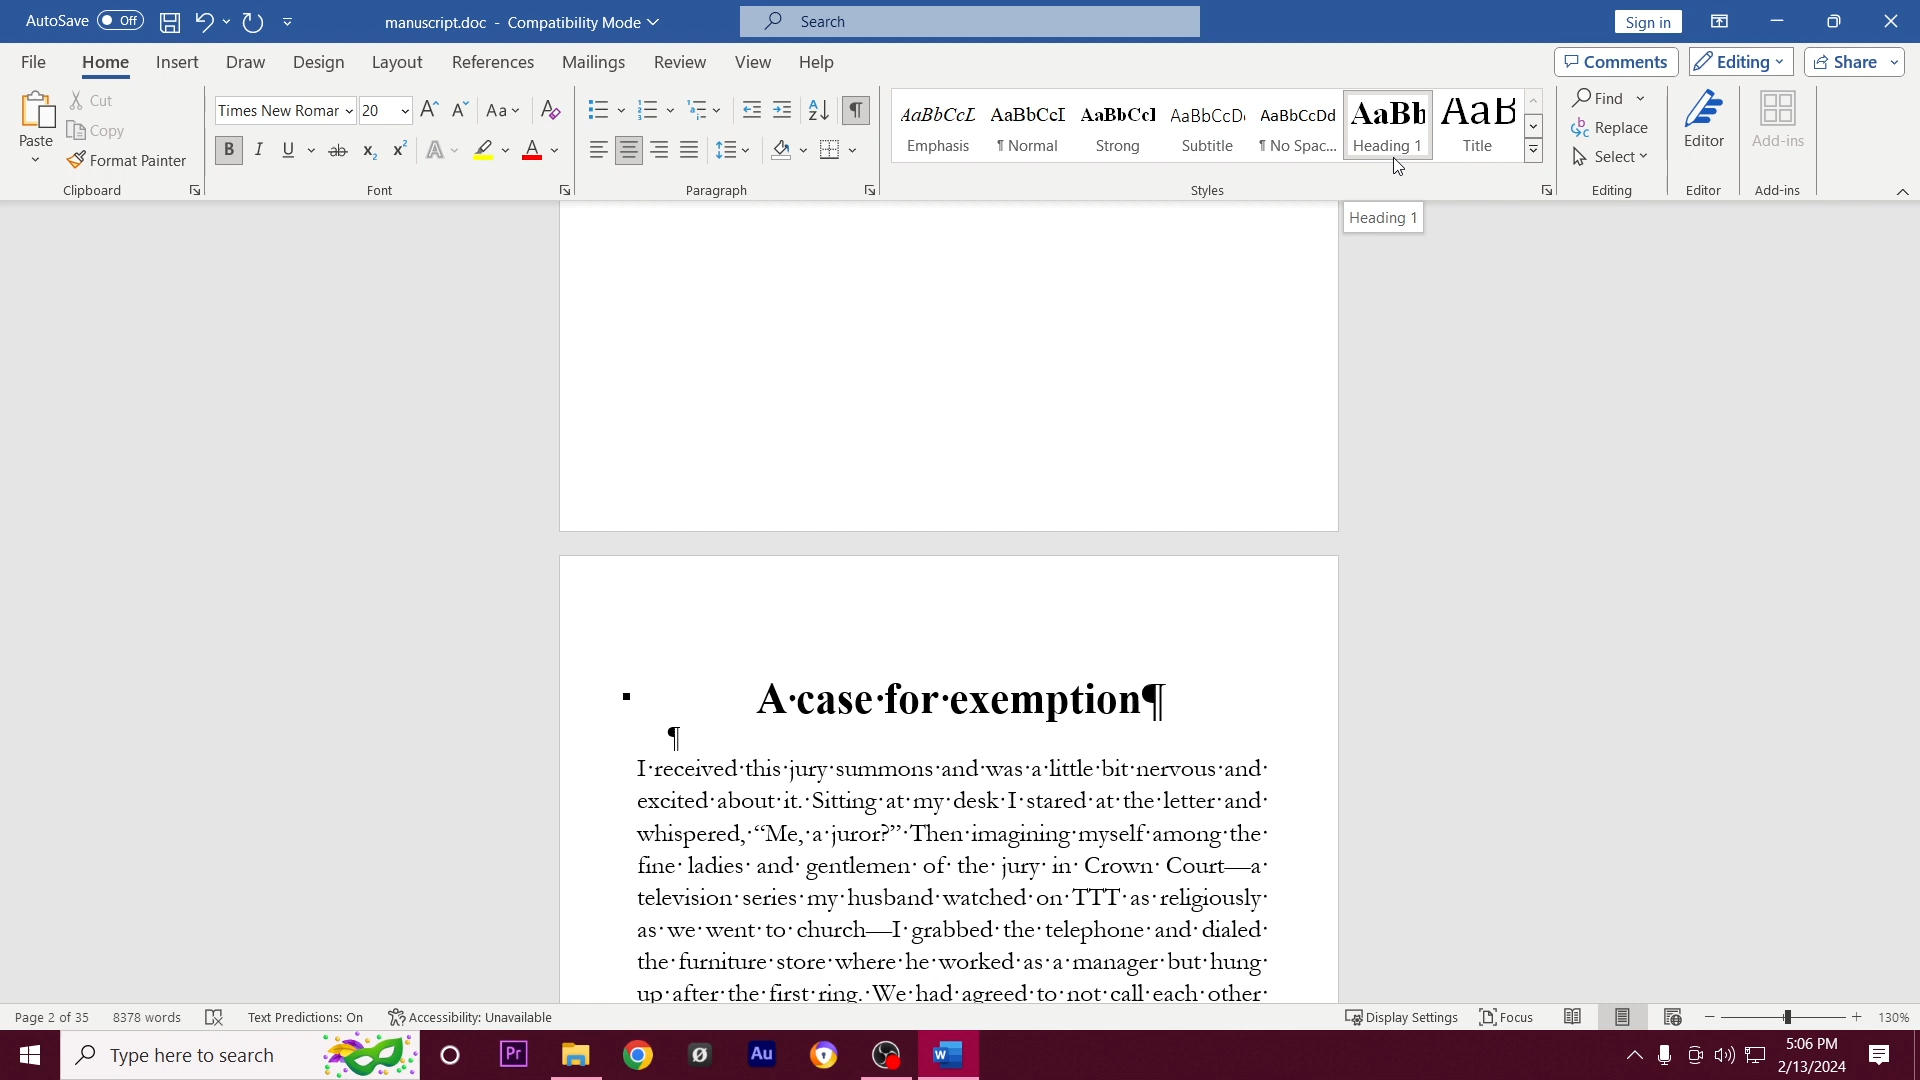 AutoSave Off manuscript.doc - Compatibility Mode Search Sign in
File Home Insert Draw Design Layout References Mailings Review View Help Comments Editing Share
Paste
Cut
Copy
Format Painter
Clipboard
Times New Romar 20 Aa
B I U ab x₂ x² A A
Font
Paragraph
AaBbCcL AaBbCcI AaBbCcI AaBbCcD AaBbCcDd AaBb AaB
Emphasis ¶ Normal Strong Subtitle ¶ No Spac... Heading 1 Title
Styles
Find
Replace
Select
Editing
Editor
Editor
Add-ins
Add-ins
Heading 1
A·case·for·exemption¶
¶
I·received·this·jury·summons·and·was·a·little·bit·nervous·and·
excited·about·it.·Sitting·at·my·desk·I·stared·at·the·letter·and·
whispered,·“Me,·a·juror?”·Then·imagining·myself·among·the·
fine·ladies·and·gentlemen·of·the·jury·in·Crown·Court—a·
television·series·my·husband·watched·on·TTT·as·religiously·
as·we·went·to·church—I·grabbed·the·telephone·and·dialed·
the·furniture·store·where·he·worked·as·a·manager·but·hung·
up·after·the·first·ring.·We·had·agreed·to·not·call·each·other·
Page 2 of 35 8378 words Text Predictions: On Accessibility: Unavailable Display Settings Focus 130%
Type here to search Pr Ø Au W 5:06 PM
2/13/2024